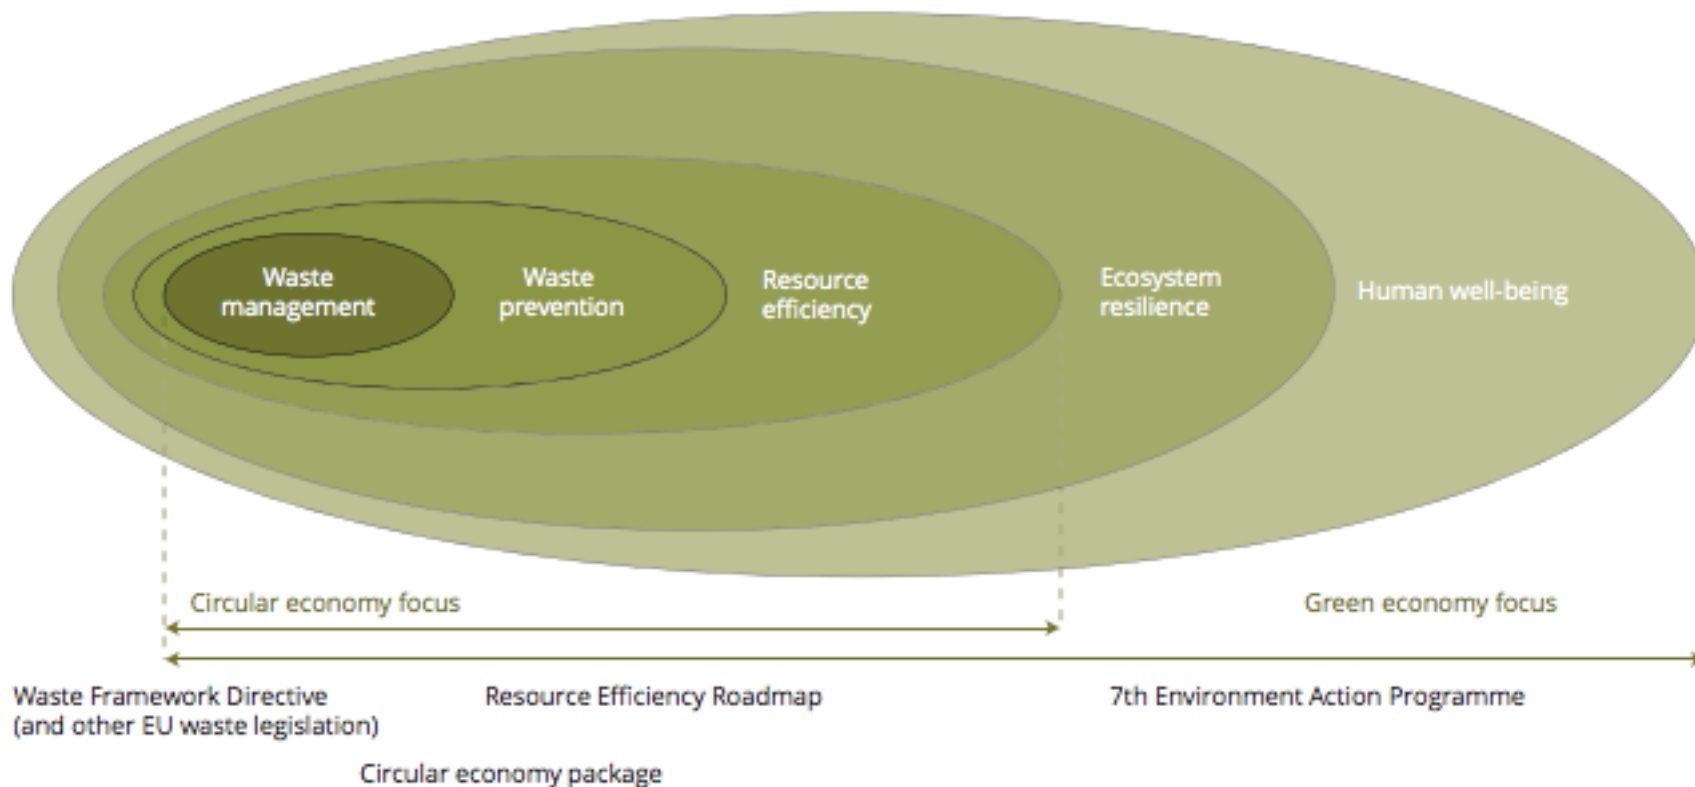 Waste
management
Waste
prevention
Resource
efficiency
Ecosystem
resilience
Human well-being
Circular economy focus
Green economy focus
Waste Framework Directive
(and other EU waste legislation)
Resource Efficiency Roadmap
7th Environment Action Programme
Circular economy package